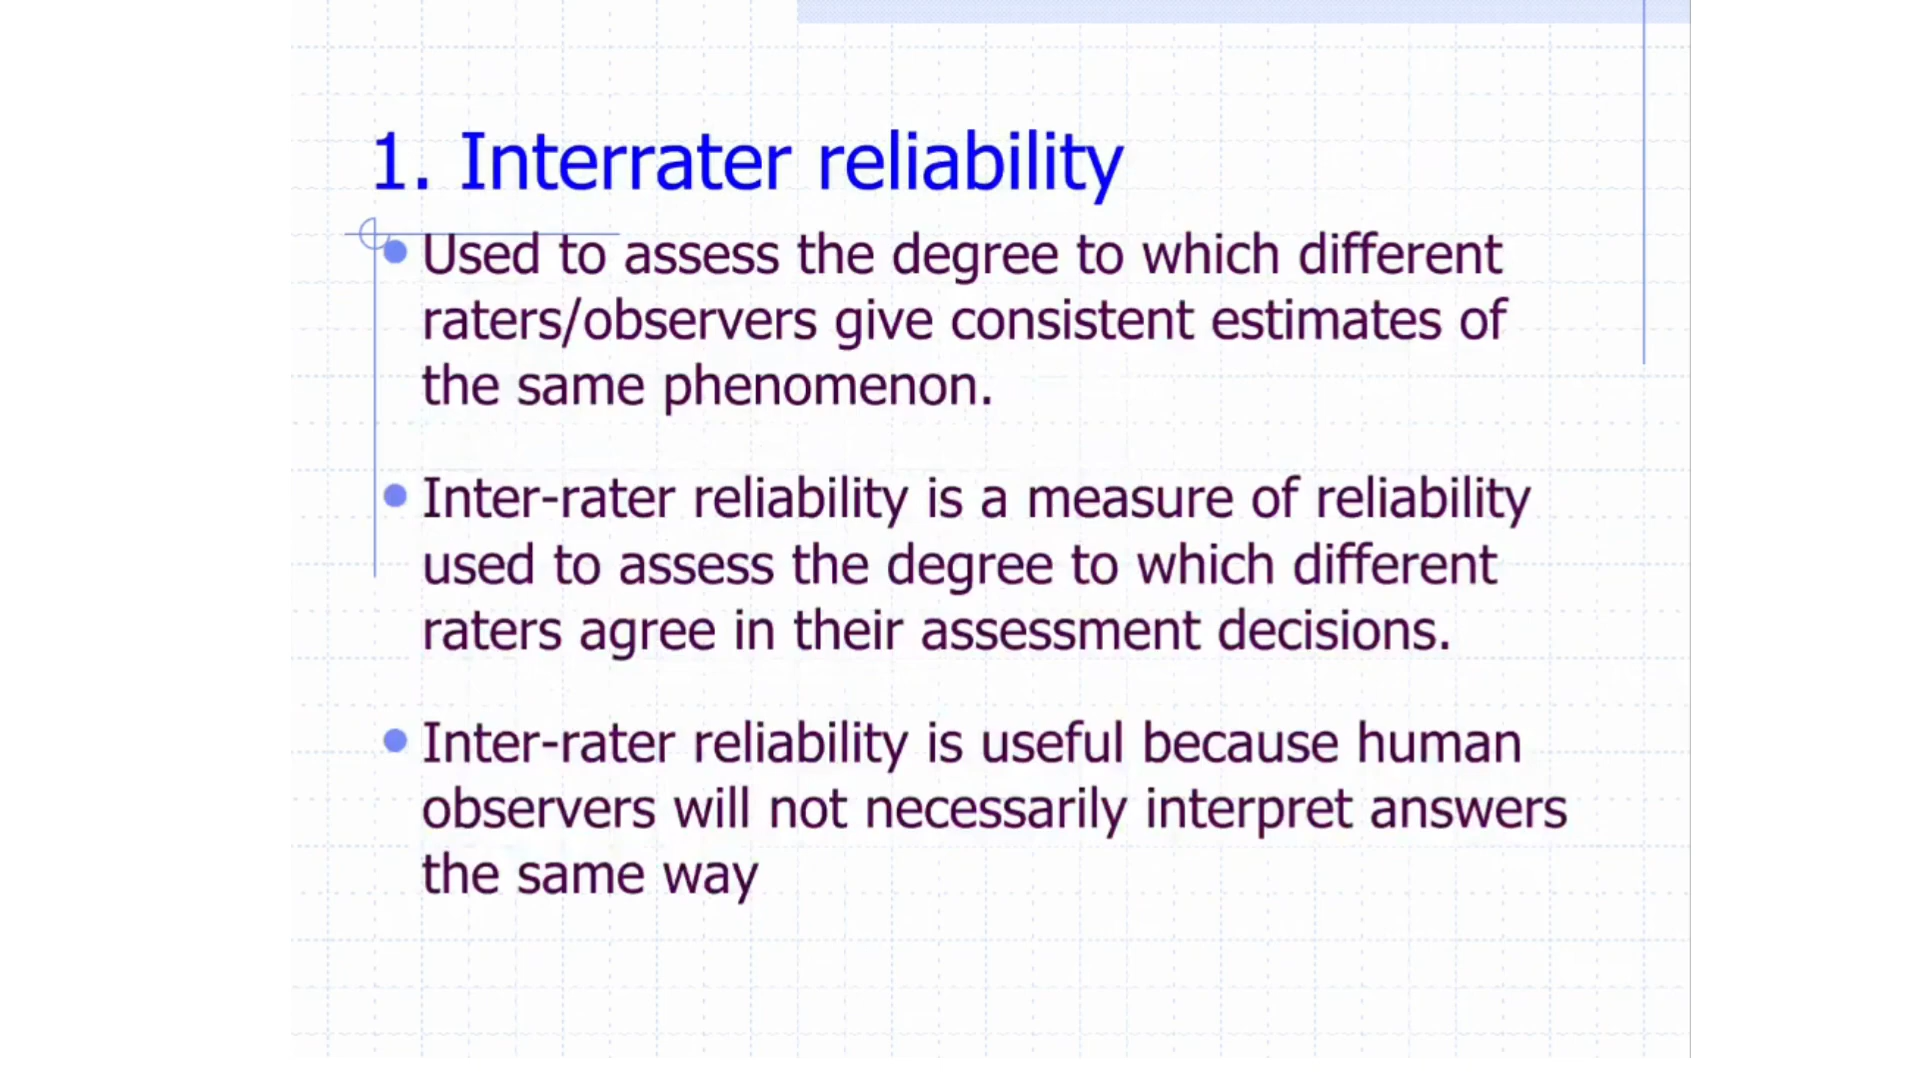 1. Interrater reliability
Used to assess the degree to which different
raters/observers give consistent estimates of
the same phenomenon.
Inter-rater reliability is a measure of reliability
used to assess the degree to which different
raters agree in their assessment decisions.
Inter-rater reliability is useful because human
observers will not necessarily interpret answers
the same way